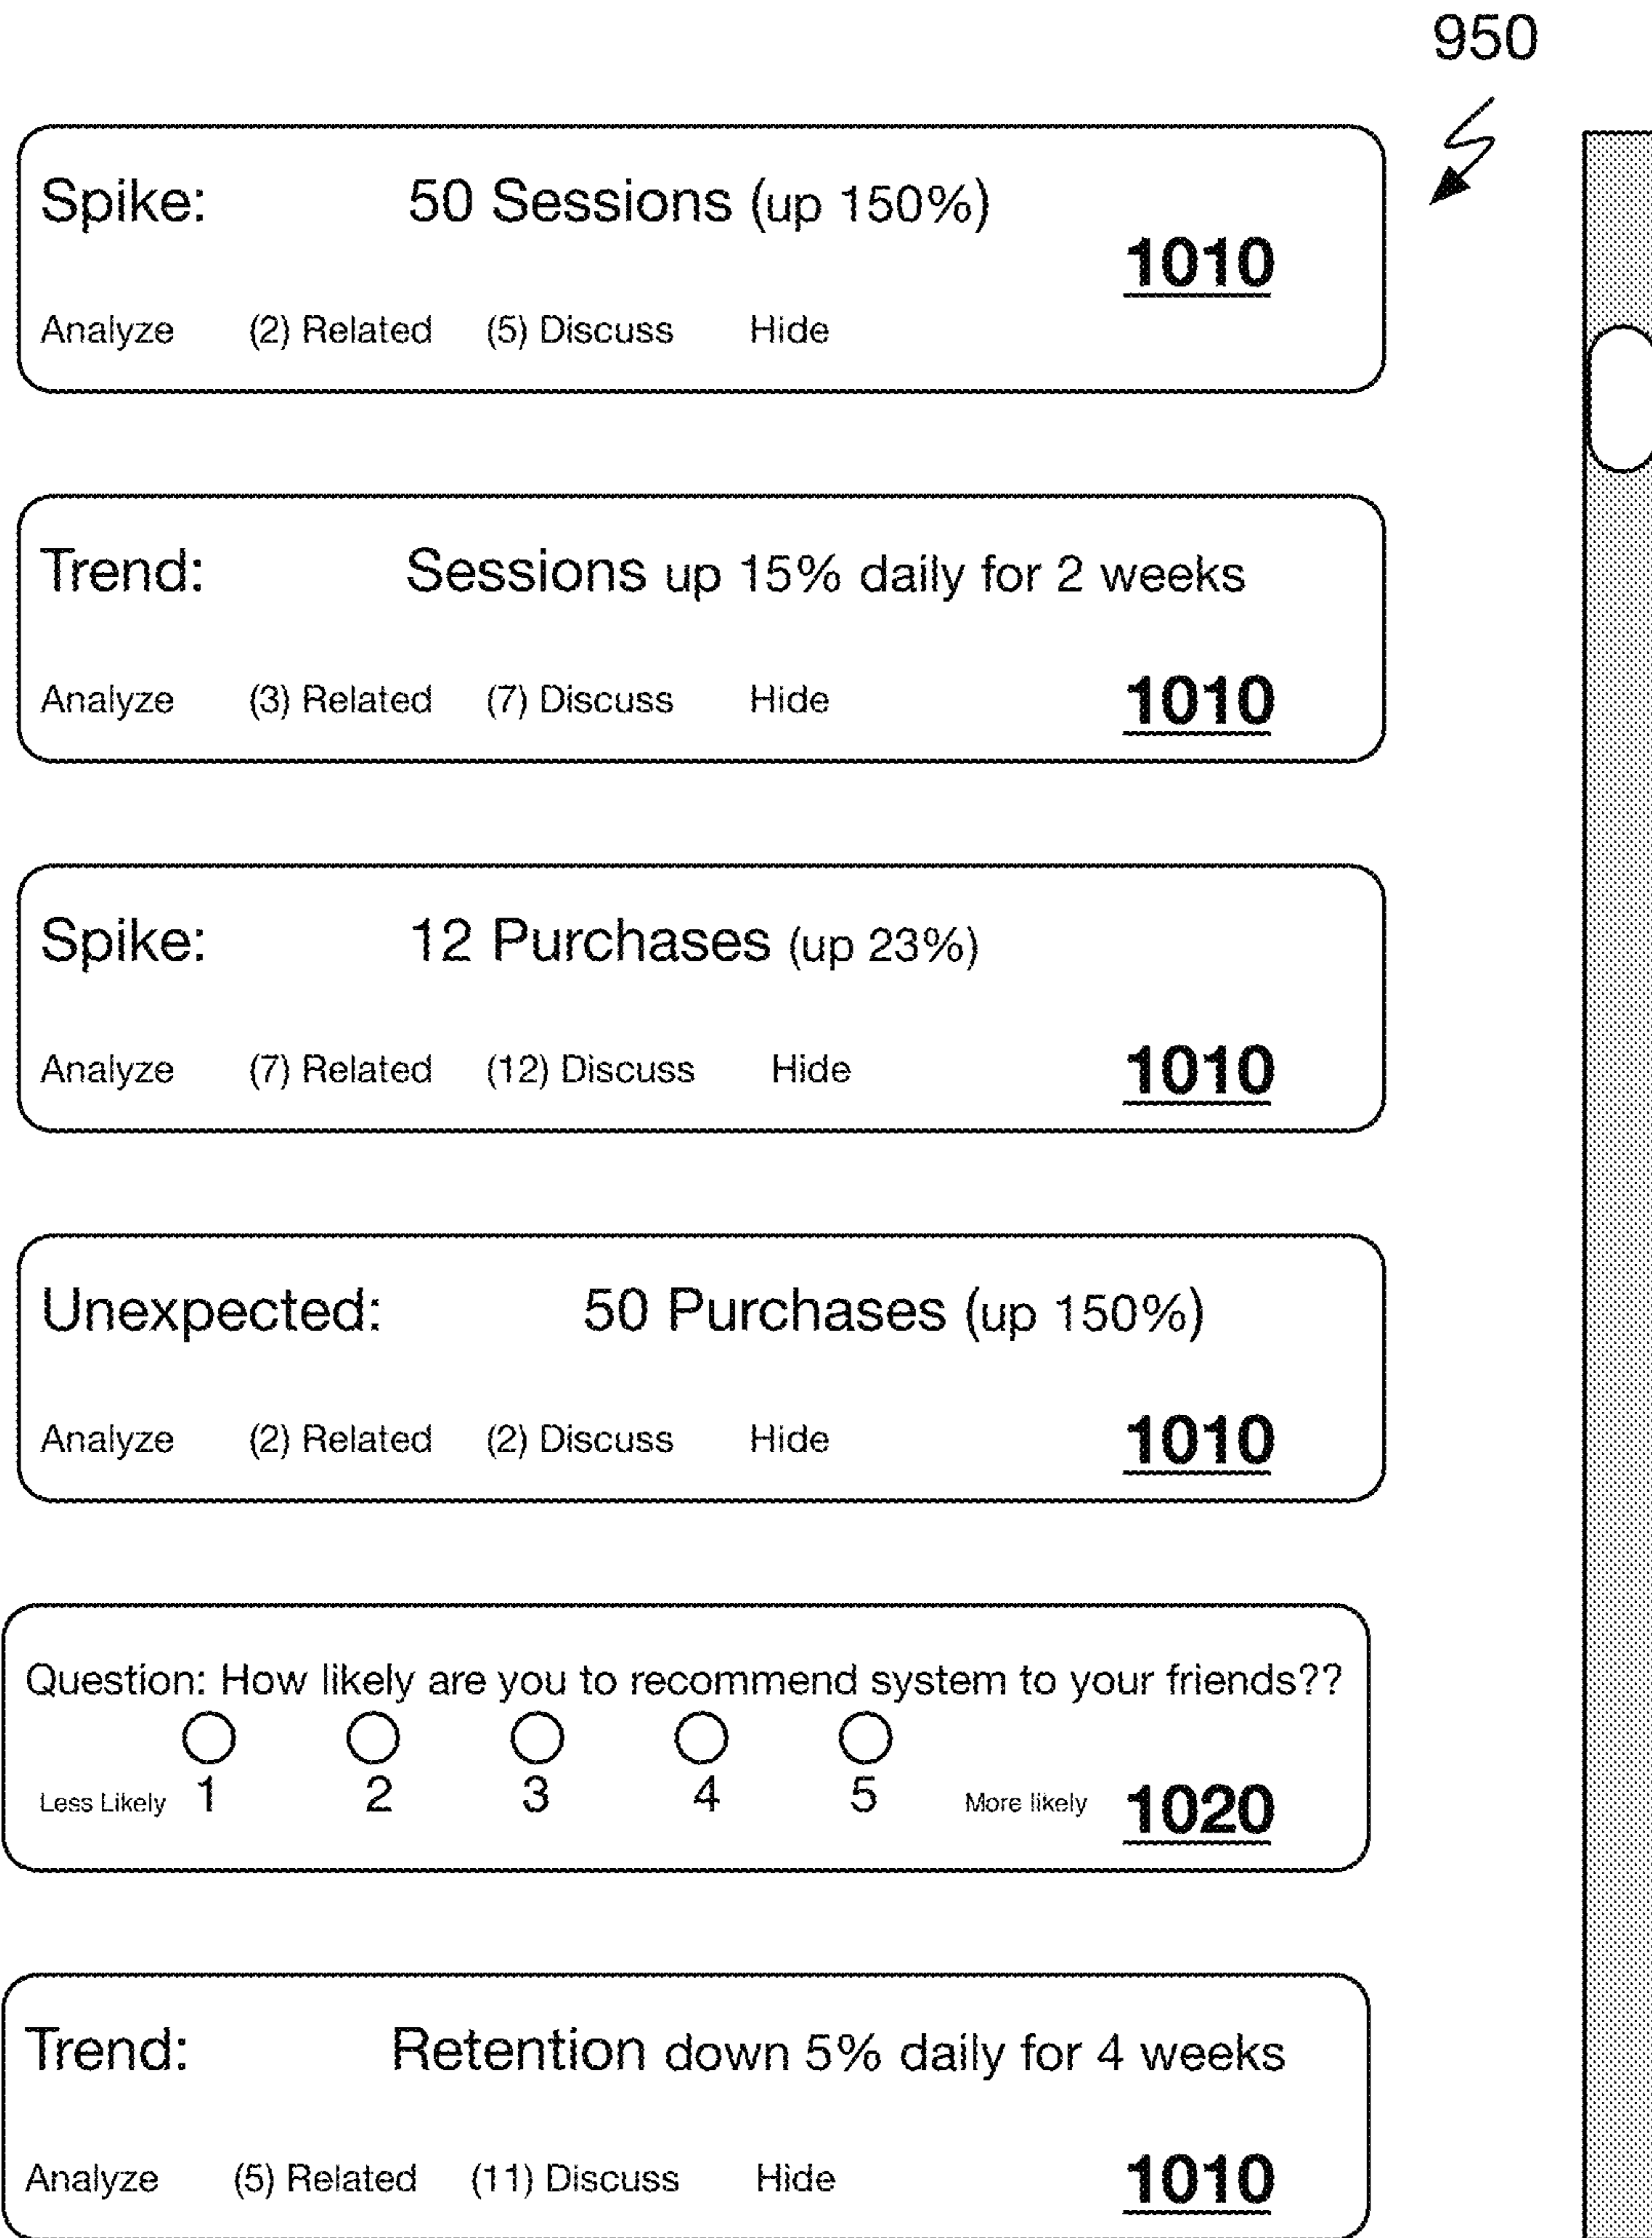 950
Spike: 50 Sessions (up 150%)
1010
Analyze (2) Related (5) Discuss Hide
Trend: Sessions up 15% daily for 2 weeks
Analyze (3) Related (7) Discuss Hide 1010
Spike: 12 Purchases (up 23%)
Analyze (7) Related (12) Discuss Hide 1010
Unexpected: 50 Purchases (up 150%)
Analyze (2) Related (2) Discuss Hide 1010
Question: How likely are you to recommend system to your friends??
Less Likely 1 2 3 4 5 More likely 1020
Trend: Retention down 5% daily for 4 weeks
Analyze (5) Related (11) Discuss Hide 1010